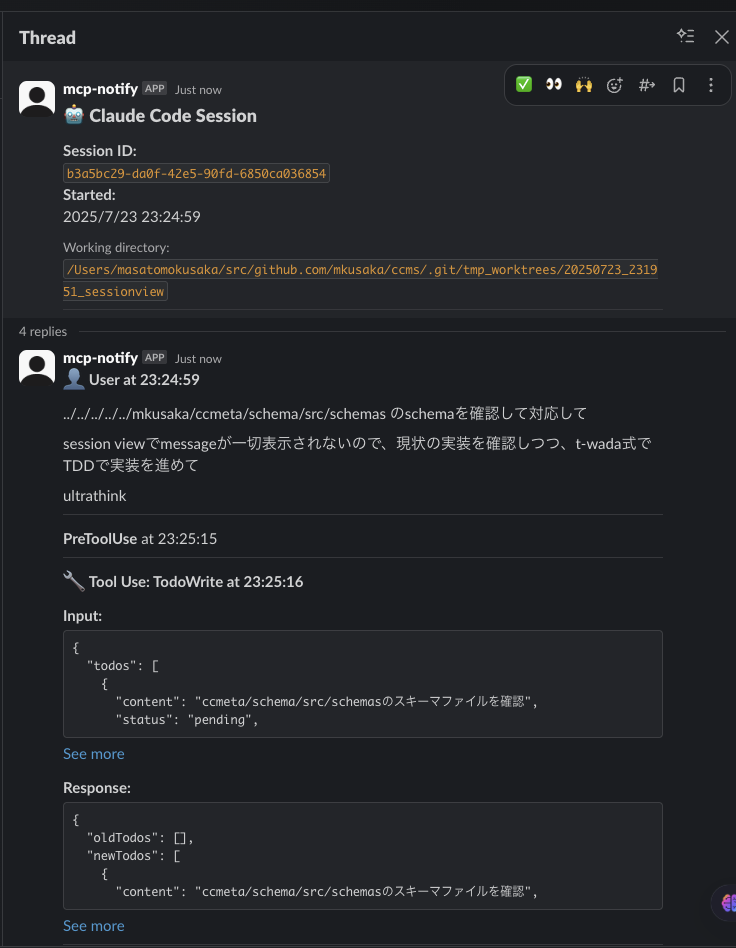 Thread
mcp-notify APP Just now
Claude Code Session
Session ID:
b3a5bc29-da0f-42e5-90fd-6850ca036854
Started:
2025/7/23 23:24:59
Working directory:
/Users/masatomokusaka/src/github.com/mkusaka/ccms/.git/tmp_worktrees/20250723_2319
51_sessionview
4 replies
mcp-notify APP Just now
User at 23:24:59
../../../../../mkusaka/ccmeta/schema/src/schemas のschemaを確認して対応して
session viewでmessageが一切表示されないので、現状の実装を確認しつつ、t-wada式で
TDDで実装を進めて
ultrathink
PreToolUse at 23:25:15
Tool Use: TodoWrite at 23:25:16
Input:
{
"todos": [
{
"content": "ccmeta/schema/src/schemasのスキーマファイルを確認",
"status": "pending",
See more
Response:
{
"oldTodos": [],
"newTodos": [
{
"content": "ccmeta/schema/src/schemasのスキーマファイルを確認",
See more